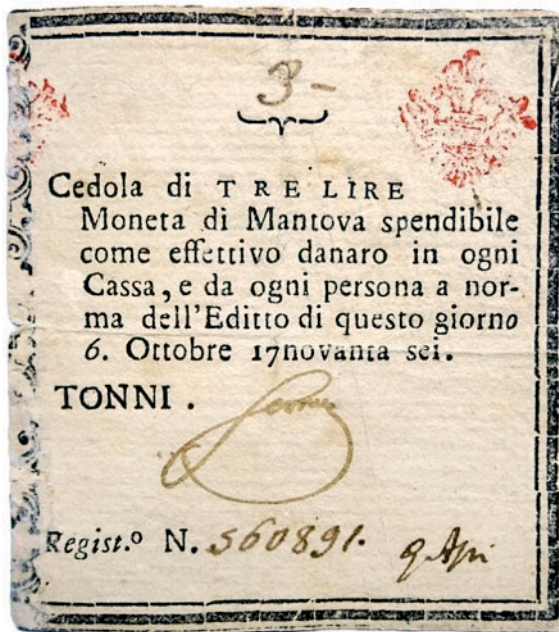 3-
Cedola di TRE LIRE
Moneta di Mantova spendibile
come effettivo danaro in ogni
Cassa, e da ogni persona a nor-
ma dell'Editto di questo giorno
6. Ottobre 17novanta sei.
TONNI.
Regist.º N. 560891.